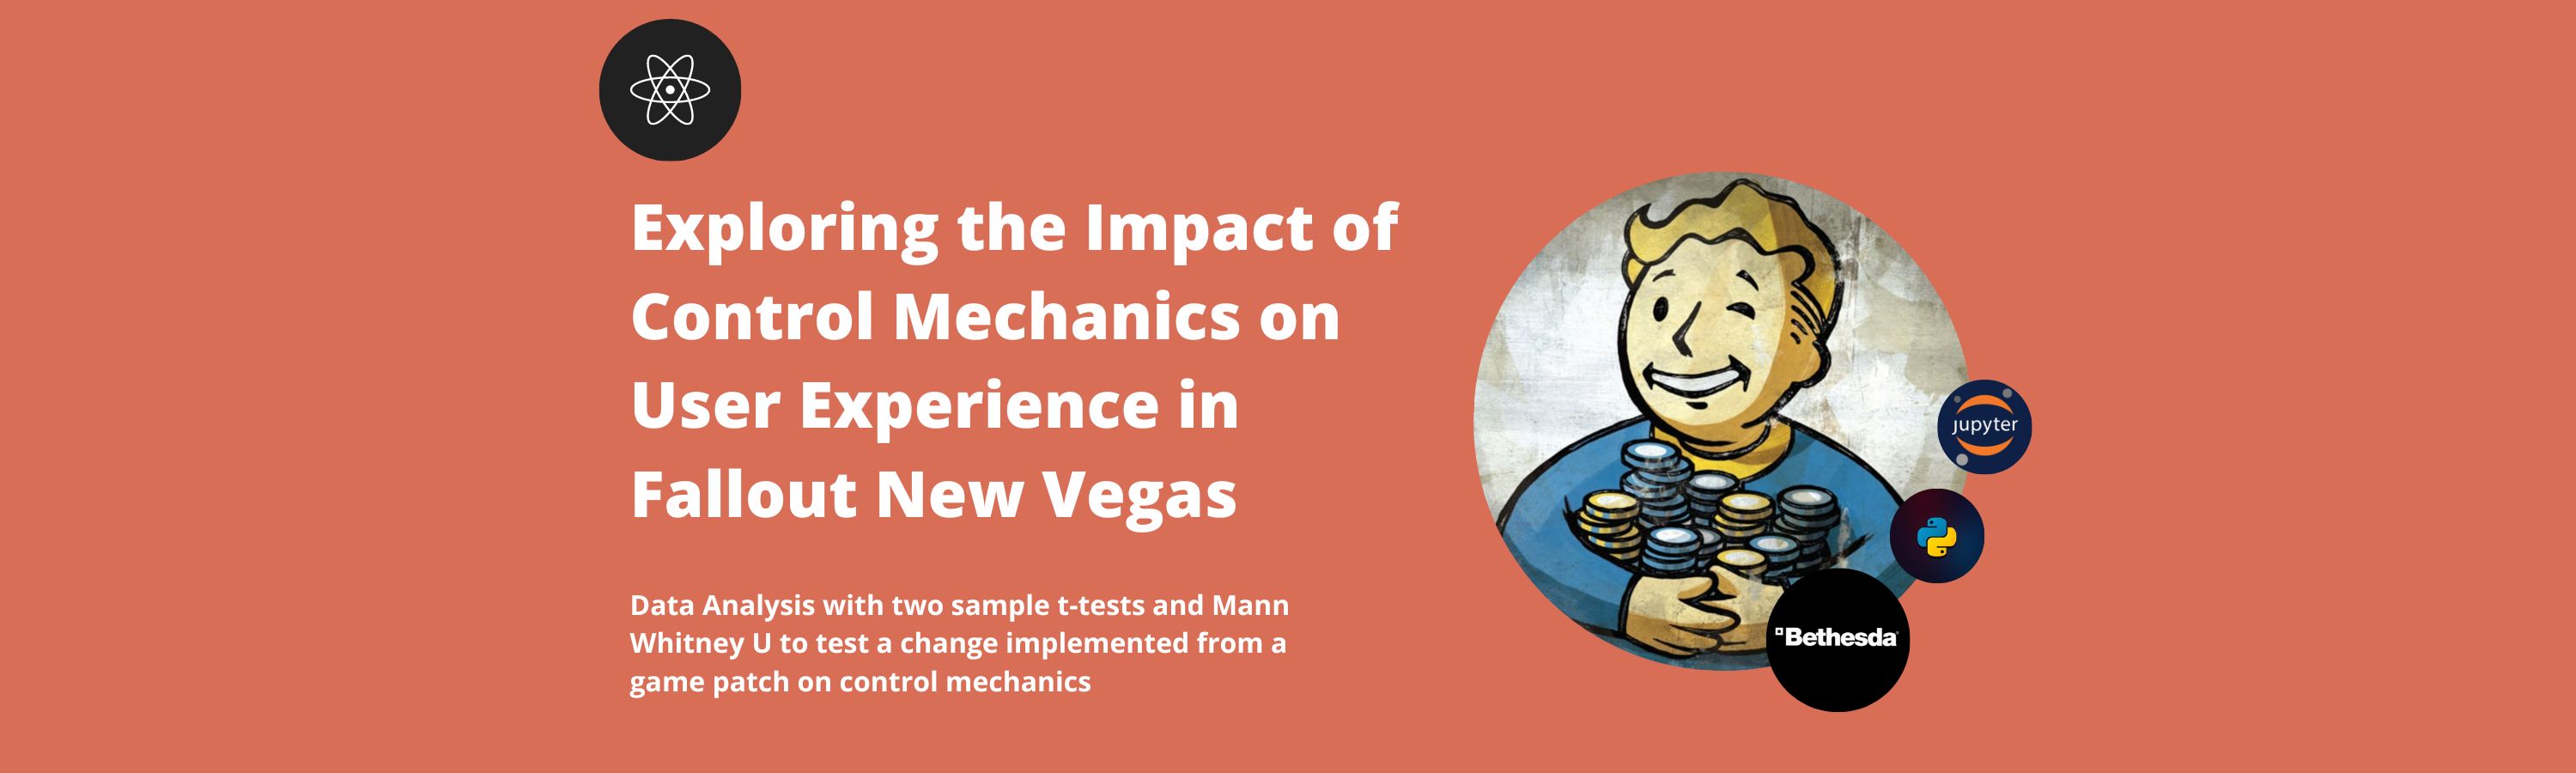 Exploring the Impact of
Control Mechanics on
User Experience in
Fallout New Vegas
Data Analysis with two sample t-tests and Mann
Whitney U to test a change implemented from a
game patch on control mechanics
jupyter
Bethesda